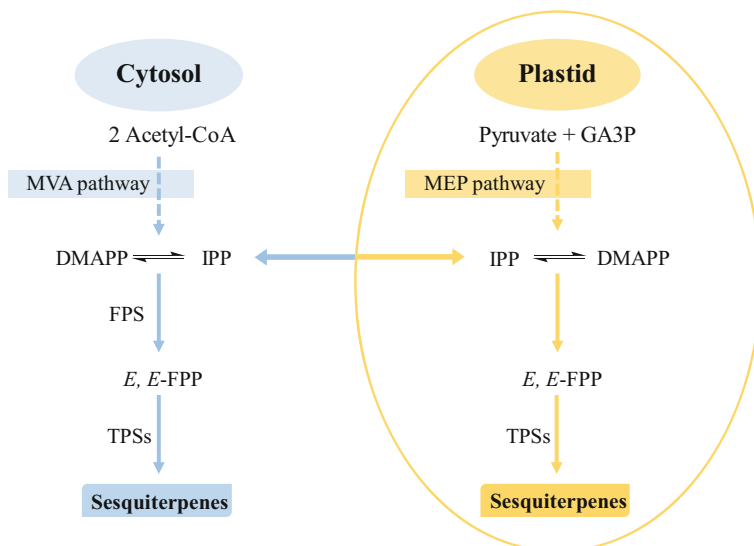 Cytosol
Plastid
2 Acetyl-CoA
Pyruvate + GA3P
MVA pathway
MEP pathway
DMAPP ⇌ IPP
IPP ⇌ DMAPP
FPS
E, E-FPP
E, E-FPP
TPSs
TPSs
Sesquiterpenes
Sesquiterpenes